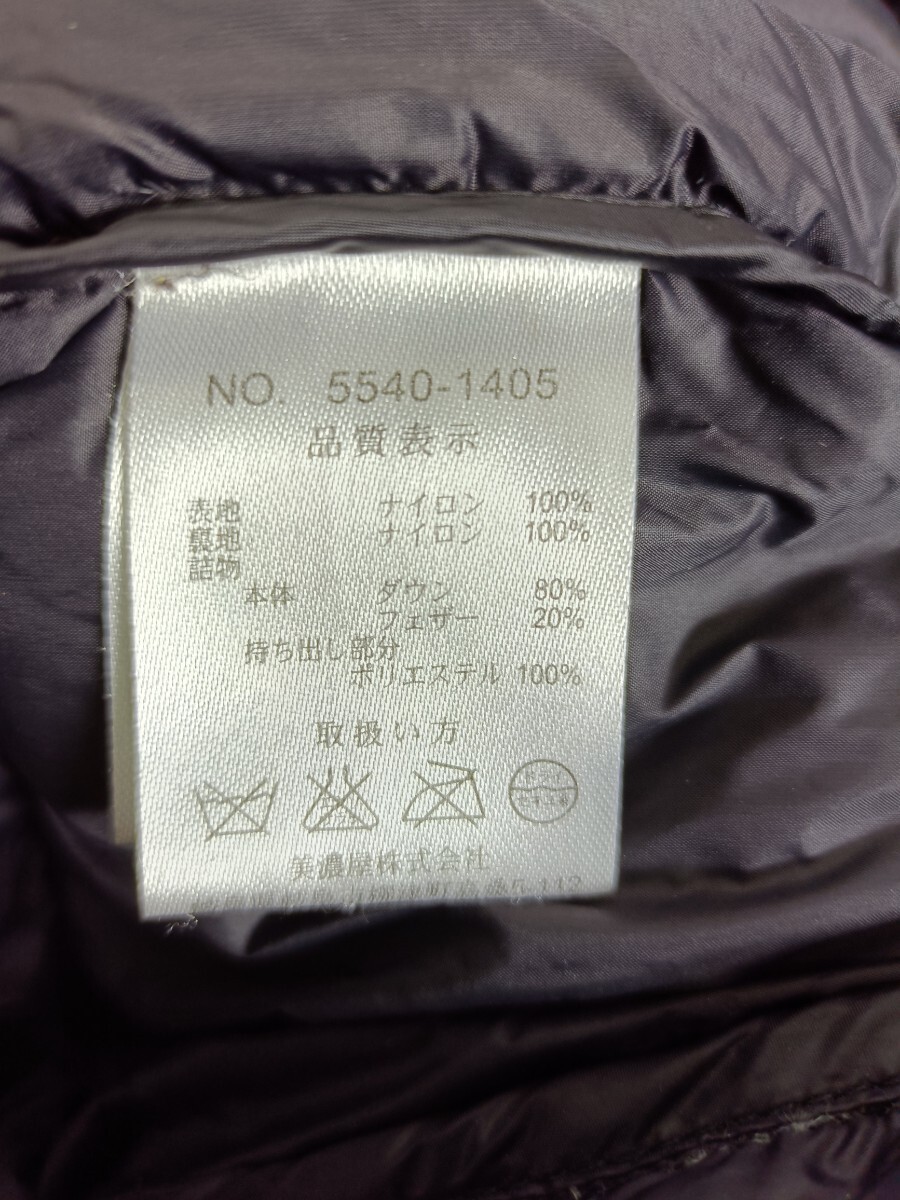 NO. 5540-1405
品質表示
表地 ナイロン 100%
裏地 ナイロン 100%
詰物
本体 ダウン 80%
フェザー 20%
持ち出し部分
ポリエステル 100%
取扱い方
美濃屋株式会社